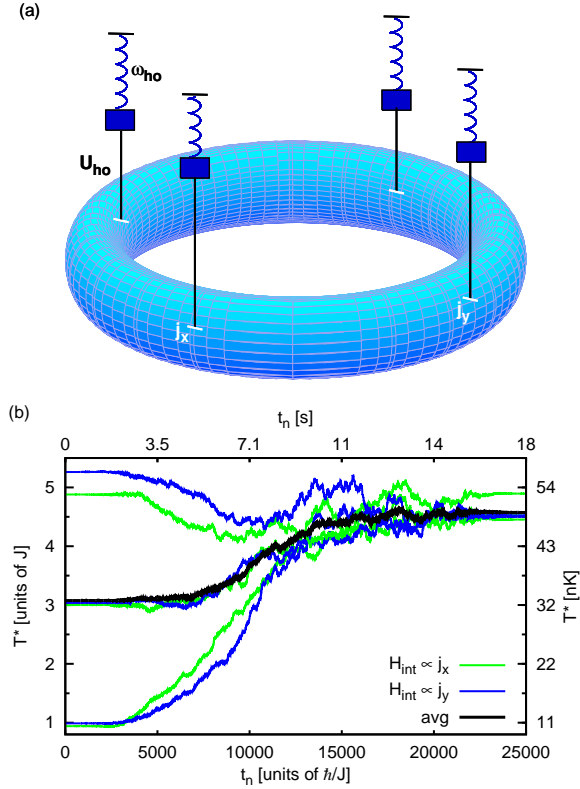 (a)
ω_ho
U_ho
j_x
j_y
(b)
t_n [s]
0 3.5 7.1 11 14 18
5 54
4 43
3 32
2 22
1 11
T* [units of J]
T* [nK]
H_int ∝ j_x
H_int ∝ j_y
avg
0 5000 10000 15000 20000 25000
t_n [units of ℏ/J]